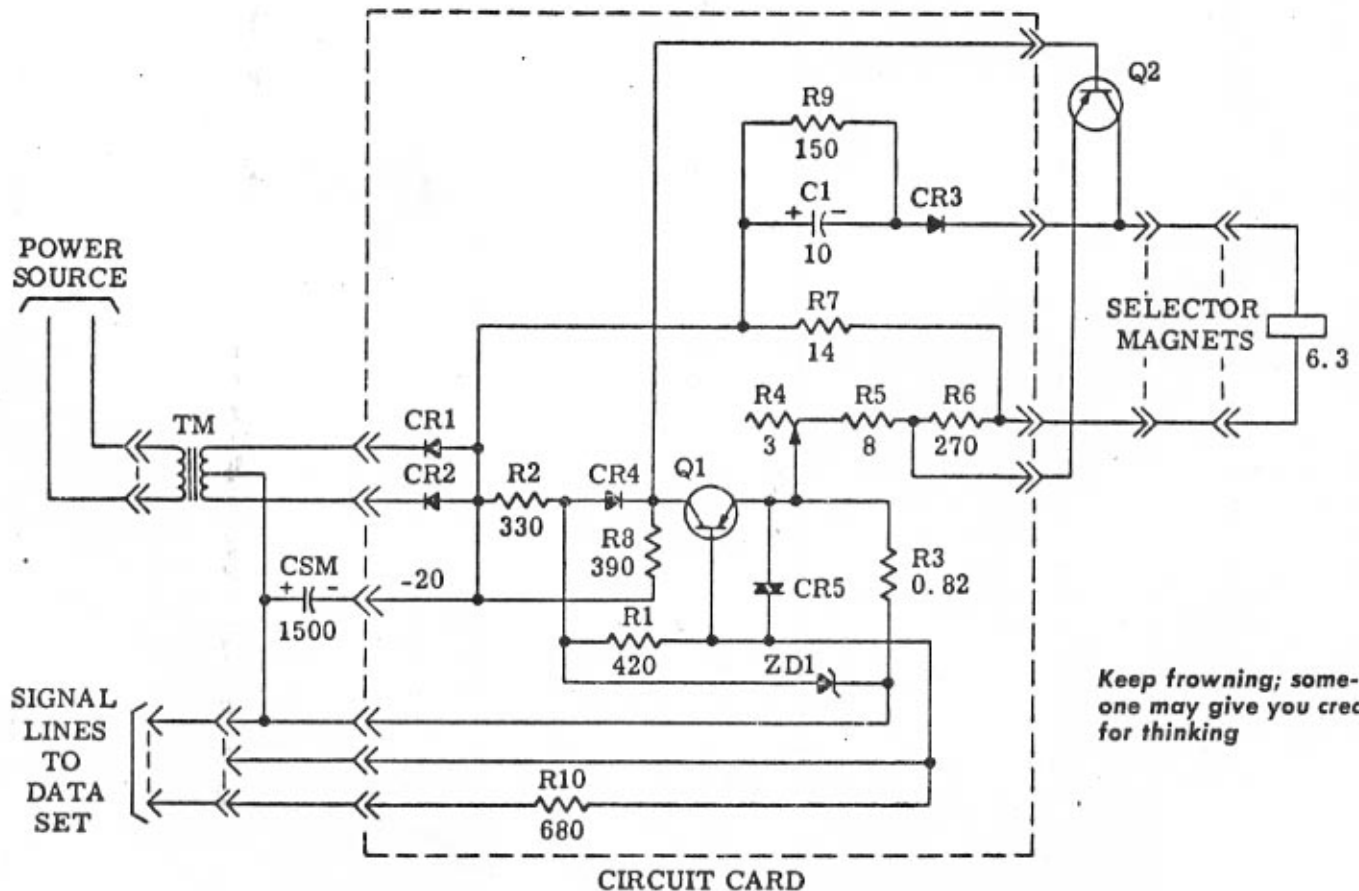 Q2
R9
150
C1
+ -
10
CR3
POWER
SOURCE
R7
14
SELECTOR
MAGNETS
6.3
TM
CR1
CR2
R4
3
R5
8
R6
270
R2
330
CR4
Q1
R8
390
CR5
R3
0.82
CSM
+ -
1500
-20
R1
420
ZD1
SIGNAL
LINES
TO
DATA
SET
R10
680
CIRCUIT CARD
Keep frowning; some-
one may give you
for thinking